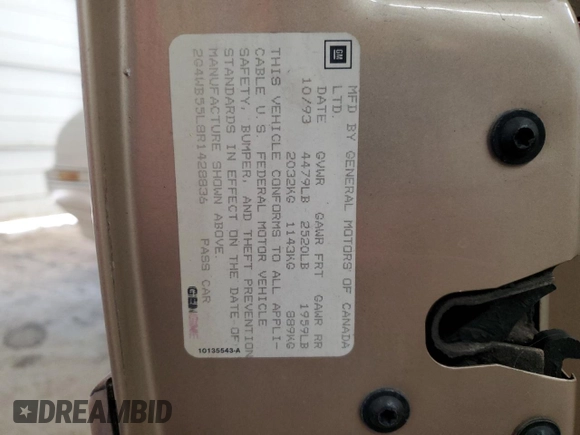 GM
MFD BY GENERAL MOTORS OF CANADA
LTD.
DATE GVWR GAWR FRT GAWR RR
10/93 4479LB 2520LB 1959LB
2032KG 1143KG 889KG
THIS VEHICLE CONFORMS TO ALL APPLI-
CABLE U.S. FEDERAL MOTOR VEHICLE
SAFETY, BUMPER, AND THEFT PREVENTION
STANDARDS IN EFFECT ON THE DATE OF
MANUFACTURE SHOWN ABOVE.
2G4WB55L8R1428836 PASS CAR
10135543-A
DREAMBID